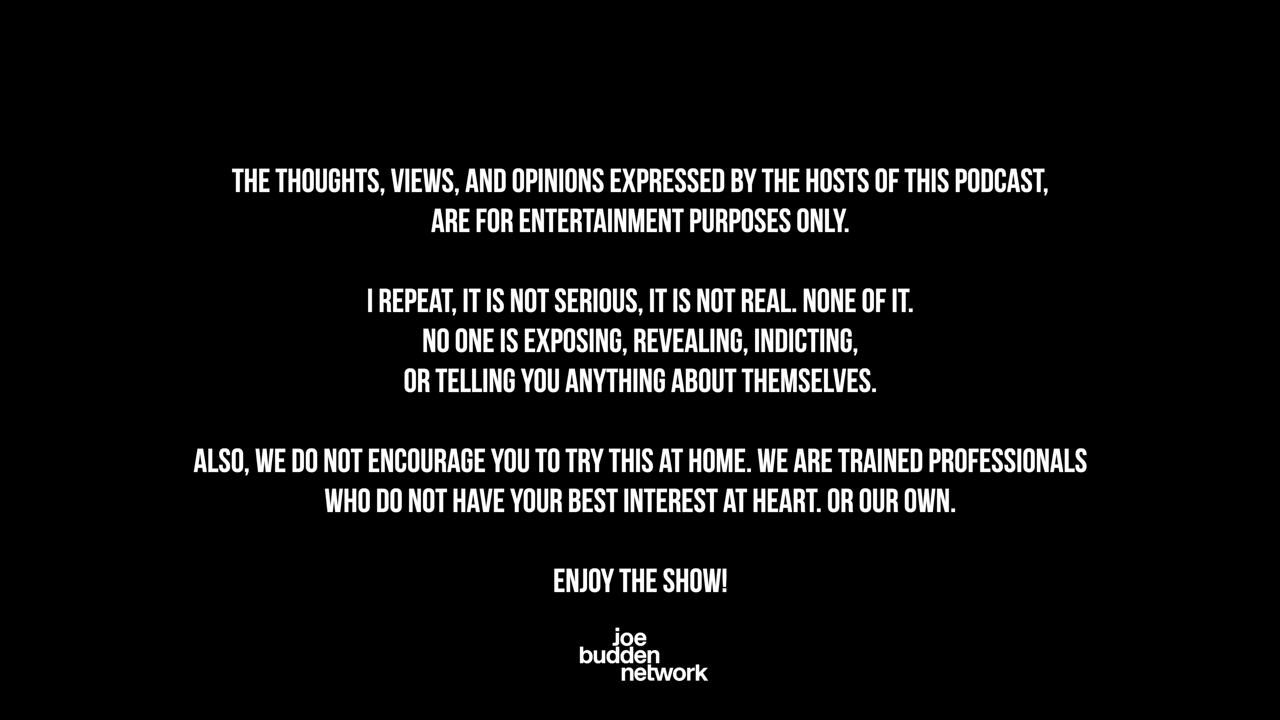 THE THOUGHTS, VIEWS, AND OPINIONS EXPRESSED BY THE HOSTS OF THIS PODCAST,
ARE FOR ENTERTAINMENT PURPOSES ONLY.
I REPEAT, IT IS NOT SERIOUS, IT IS NOT REAL. NONE OF IT.
NO ONE IS EXPOSING, REVEALING, INDICTING,
OR TELLING YOU ANYTHING ABOUT THEMSELVES.
ALSO, WE DO NOT ENCOURAGE YOU TO TRY THIS AT HOME. WE ARE TRAINED PROFESSIONALS
WHO DO NOT HAVE YOUR BEST INTEREST AT HEART. OR OUR OWN.
ENJOY THE SHOW!
joe
budden
network